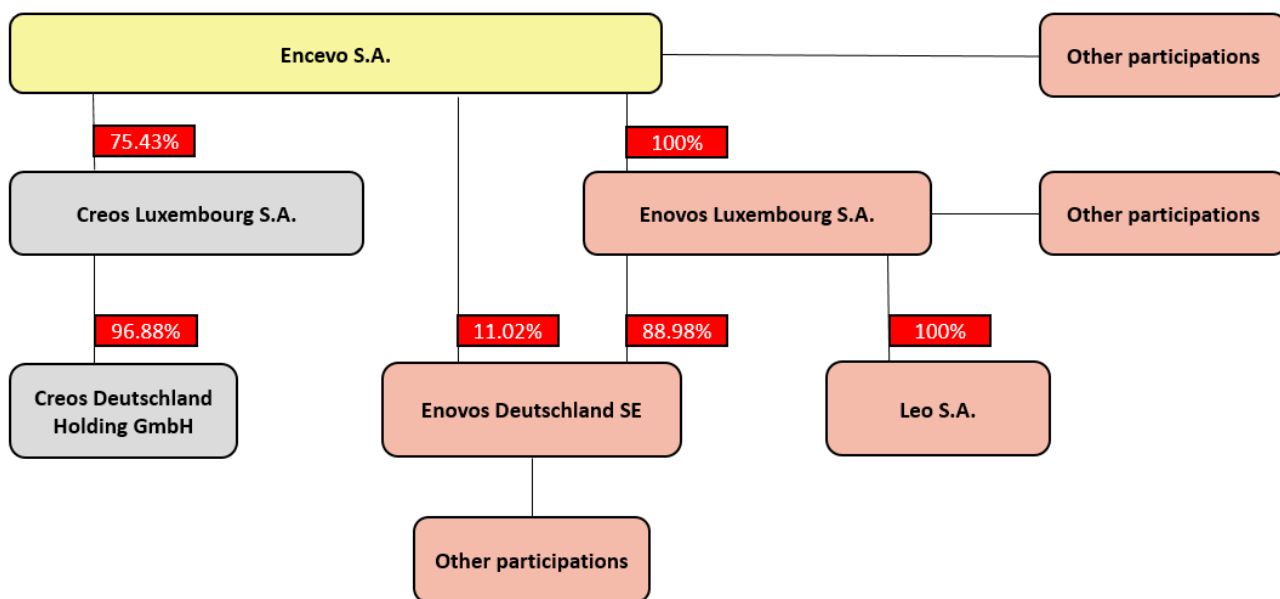 Encevo S.A.
Other participations
75.43%
100%
Creos Luxembourg S.A.
Enovos Luxembourg S.A.
Other participations
96.88%
11.02%
88.98%
100%
Creos Deutschland
Holding GmbH
Enovos Deutschland SE
Leo S.A.
Other participations